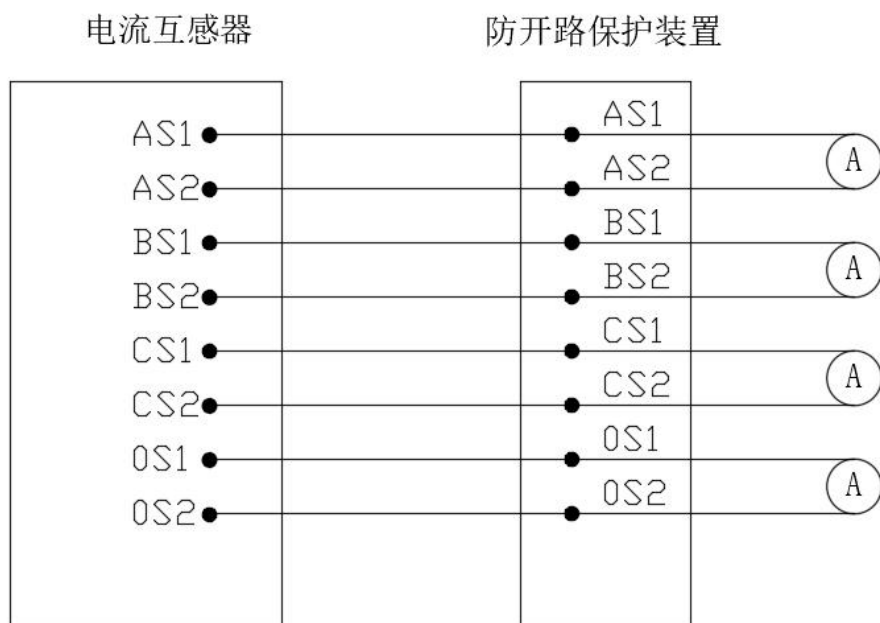 电流互感器 防开路保护装置
AS1 AS1
A
AS2 AS2
BS1 BS1
A
BS2 BS2
CS1 CS1
A
CS2 CS2
0S1 0S1
A
0S2 0S2